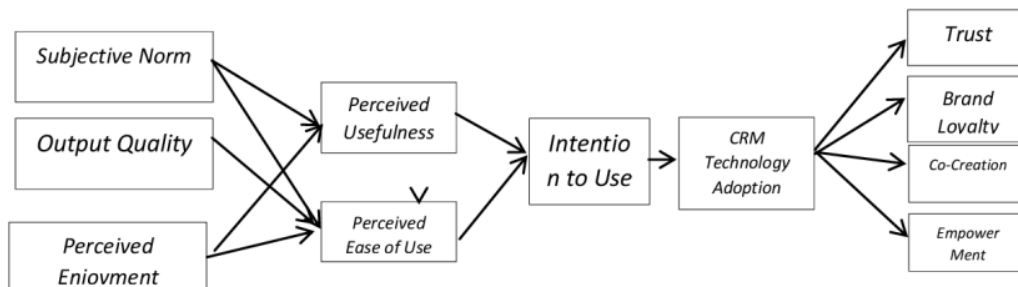 Subjective Norm
Output Quality
Perceived
Enjoyment
Perceived
Usefulness
Perceived
Ease of Use
Intentio
n to Use
CRM
Technology
Adoption
Trust
Brand
Loyalty
Co-Creation
Empower
Ment